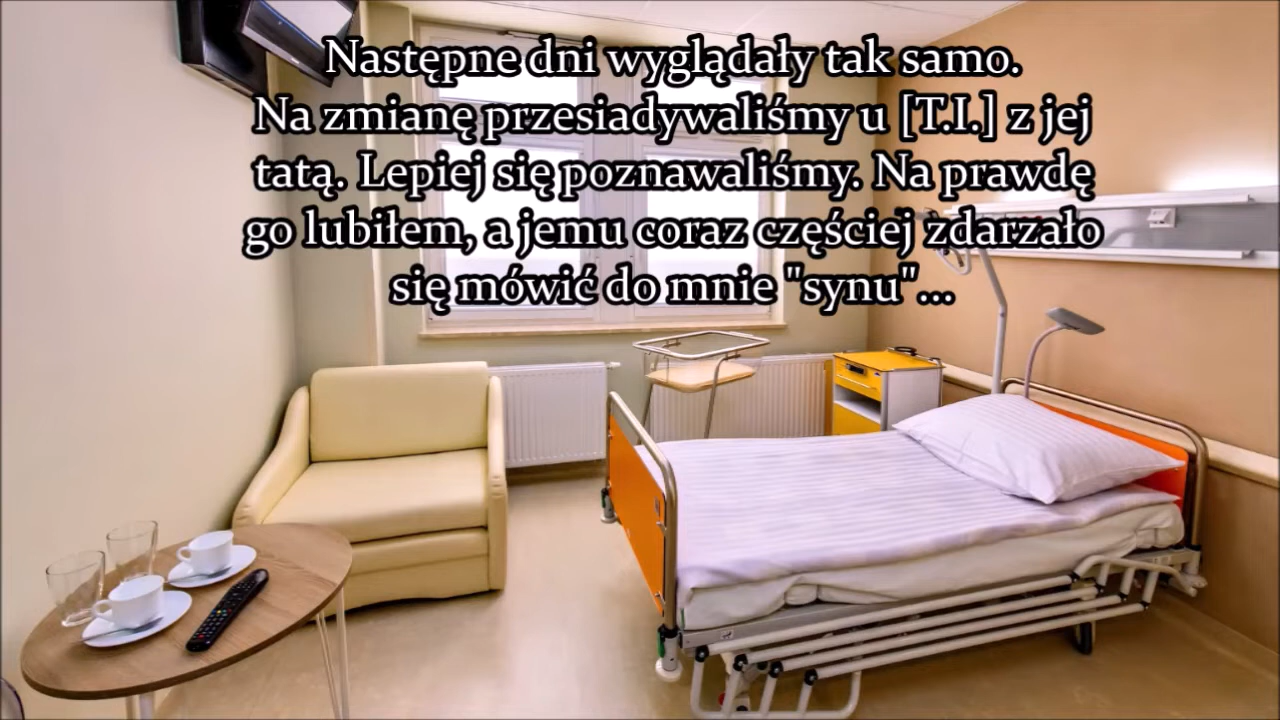 Następne dni wyglądały tak samo.
Na zmianę przesiadywaliśmy u [T.I.] z jej
tatą. Lepiej się poznawaliśmy. Na prawdę
go lubiłem, a jemu coraz częściej zdarzało
się mówić do mnie "synu"...